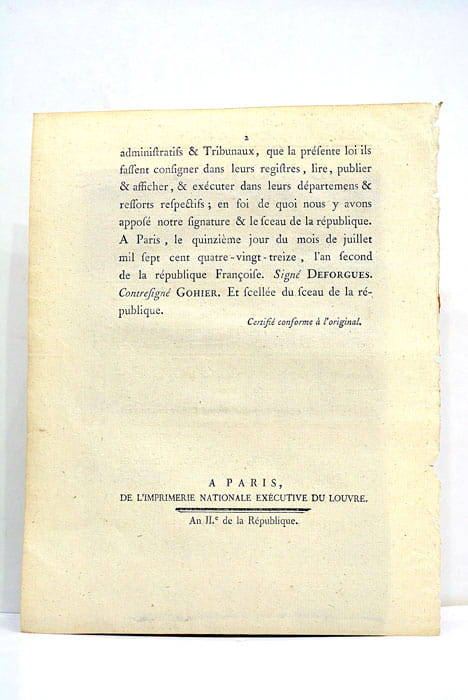 2
adminiſtratifs & Tribunaux, que la préſente loi ils
faſſent conſigner dans leurs regiſtres, lire, publier
& afficher, & exécuter dans leurs départemens &
reſſorts reſpectifs; en foi de quoi nous y avons
appoſé notre ſignature & le ſceau de la république.
A Paris, le quinzième jour du mois de juillet
mil ſept cent quatre-vingt-treize, l'an ſecond
de la république Françoiſe. Signé DEFORGUES.
Contreſigné GOHIER. Et ſcellée du ſceau de la ré-
publique.
Certifié conforme à l'original.
A PARIS,
DE L'IMPRIMERIE NATIONALE EXÉCUTIVE DU LOUVRE.
An II.e de la République.